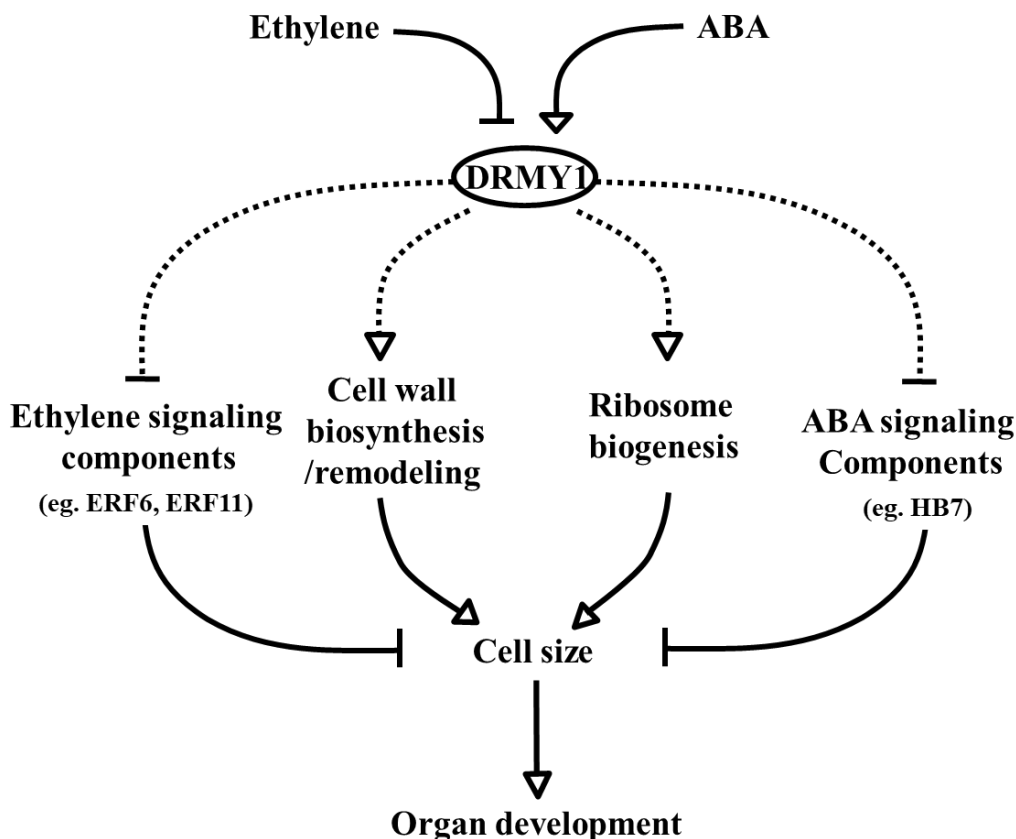 Ethylene
ABA
DRMY1
Ethylene signaling
components
(eg. ERF6, ERF11)
Cell wall
biosynthesis
/remodeling
Ribosome
biogenesis
ABA signaling
Components
(eg. HB7)
Cell size
Organ development